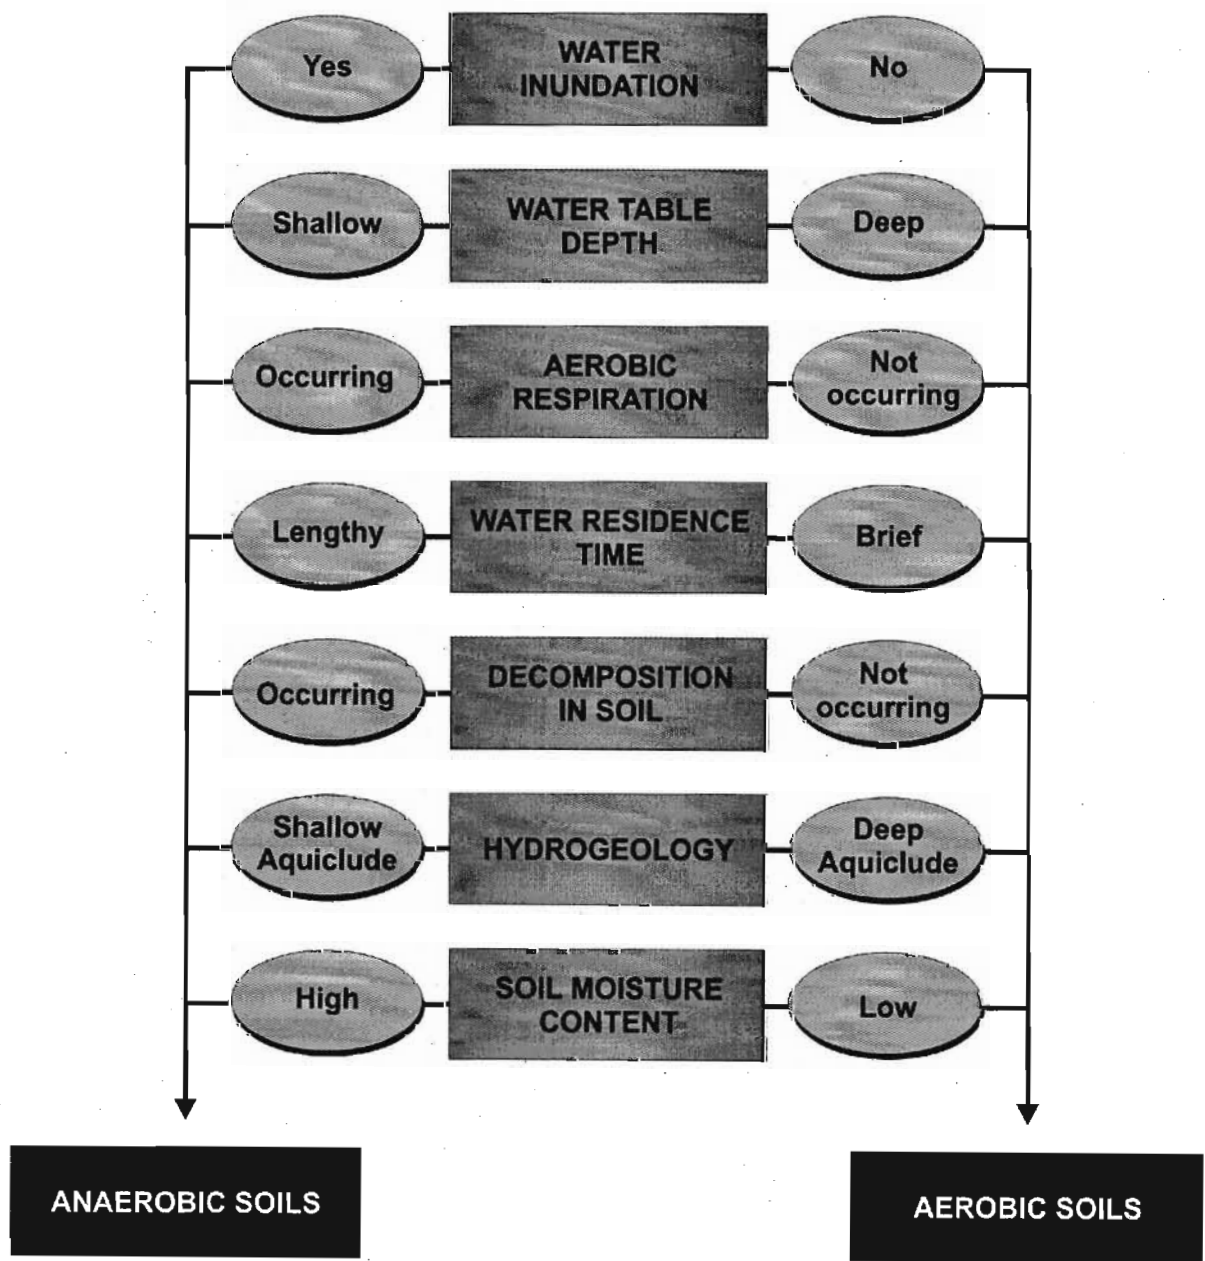 Yes
WATER
INUNDATION
No
Shallow
WATER TABLE
DEPTH
Deep
Occurring
AEROBIC
RESPIRATION
Not
occurring
Lengthy
WATER RESIDENCE
TIME
Brief
Occurring
DECOMPOSITION
IN SOIL
Not
occurring
Shallow
Aquiclude
HYDROGEOLOGY
Deep
Aquiclude
High
SOIL MOISTURE
CONTENT
Low
ANAEROBIC SOILS
AEROBIC SOILS